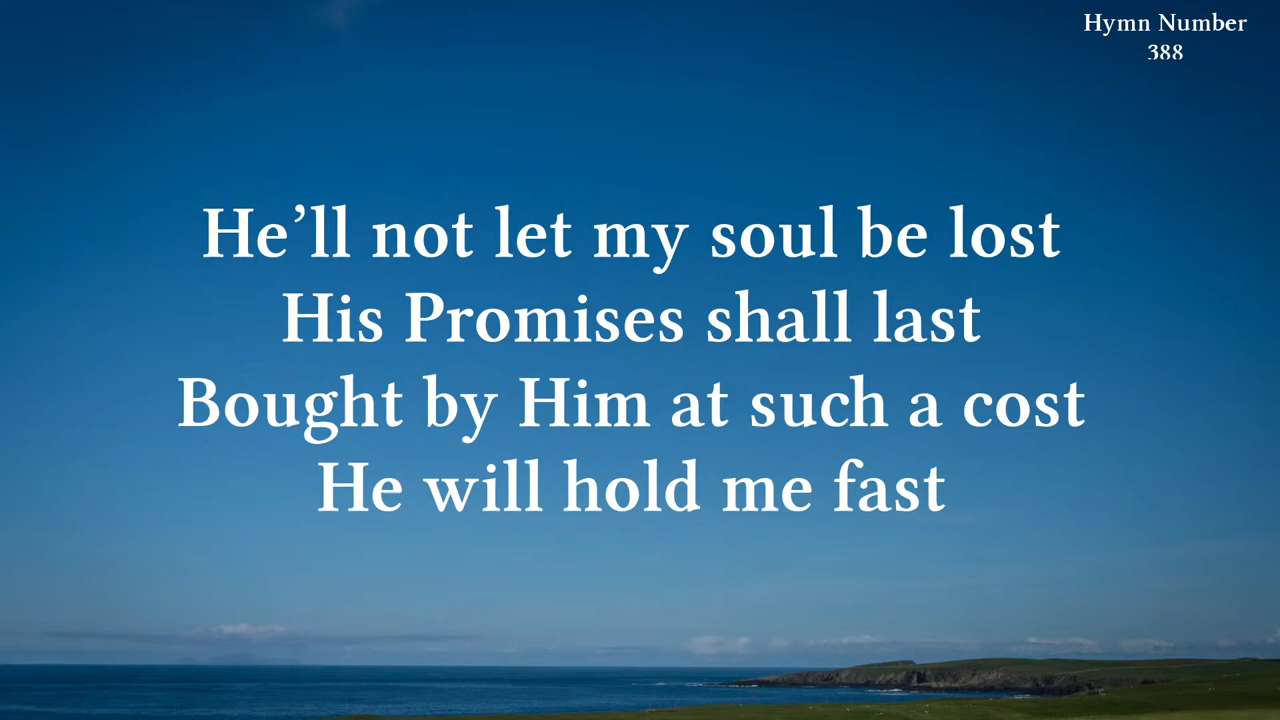 Hymn Number
388
He’ll not let my soul be lost
His Promises shall last
Bought by Him at such a cost
He will hold me fast